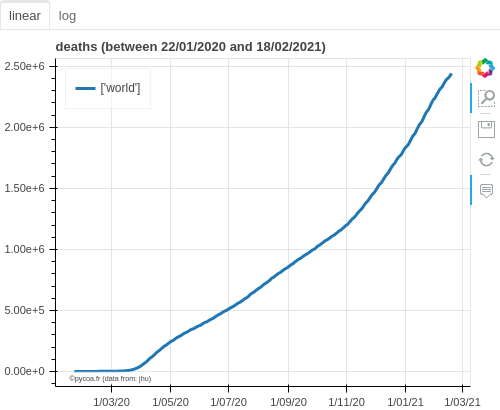 linear log
deaths (between 22/01/2020 and 18/02/2021)
['world']
2.50e+6
2.00e+6
1.50e+6
1.00e+6
5.00e+5
0.00e+0
©pycoa.fr (data from: jhu)
1/03/20 1/05/20 1/07/20 1/09/20 1/11/20 1/01/21 1/03/21